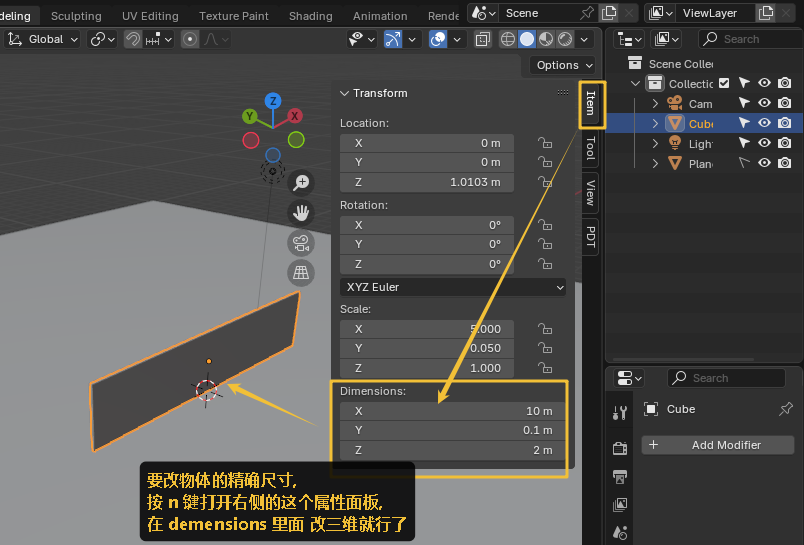 deling Sculpting UV Editing Texture Paint Shading Animation Rende
Scene
ViewLayer
Global
Options
Search
Transform
Location:
X 0 m
Y 0 m
Z 1.0103 m
Rotation:
X 0°
Y 0°
Z 0°
XYZ Euler
Scale:
X 5.000
Y 0.050
Z 1.000
Dimensions:
X 10 m
Y 0.1 m
Z 2 m
Item
Tool
View
PDT
Z
Y
X
Scene Collec
Collectic
Cam
Cube
Light
Plan
Search
Cube
Add Modifier
要改物体的精确尺寸,
按 n 键打开右侧的这个属性面板,
在 demensions 里面 改三维就行了